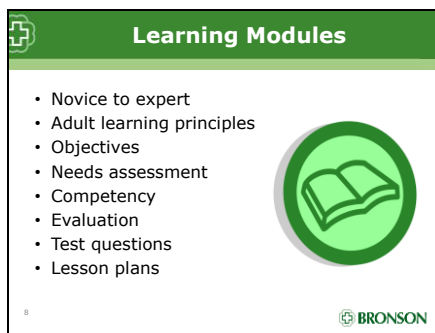 Learning Modules
• Novice to expert
• Adult learning principles
• Objectives
• Needs assessment
• Competency
• Evaluation
• Test questions
• Lesson plans
8
BRONSON